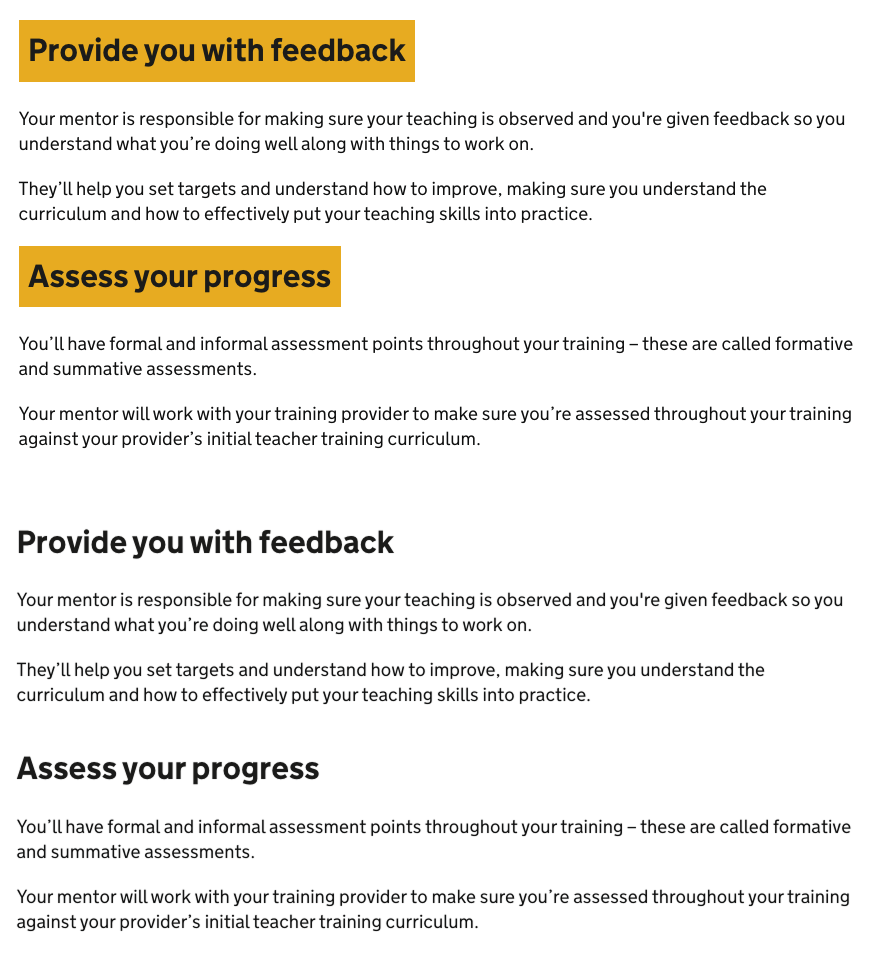 Provide you with feedback
Your mentor is responsible for making sure your teaching is observed and you're given feedback so you
understand what you’re doing well along with things to work on.
They’ll help you set targets and understand how to improve, making sure you understand the
curriculum and how to effectively put your teaching skills into practice.
Assess your progress
You’ll have formal and informal assessment points throughout your training – these are called formative
and summative assessments.
Your mentor will work with your training provider to make sure you’re assessed throughout your training
against your provider’s initial teacher training curriculum.
Provide you with feedback
Your mentor is responsible for making sure your teaching is observed and you're given feedback so you
understand what you’re doing well along with things to work on.
They’ll help you set targets and understand how to improve, making sure you understand the
curriculum and how to effectively put your teaching skills into practice.
Assess your progress
You’ll have formal and informal assessment points throughout your training – these are called formative
and summative assessments.
Your mentor will work with your training provider to make sure you’re assessed throughout your training
against your provider’s initial teacher training curriculum.